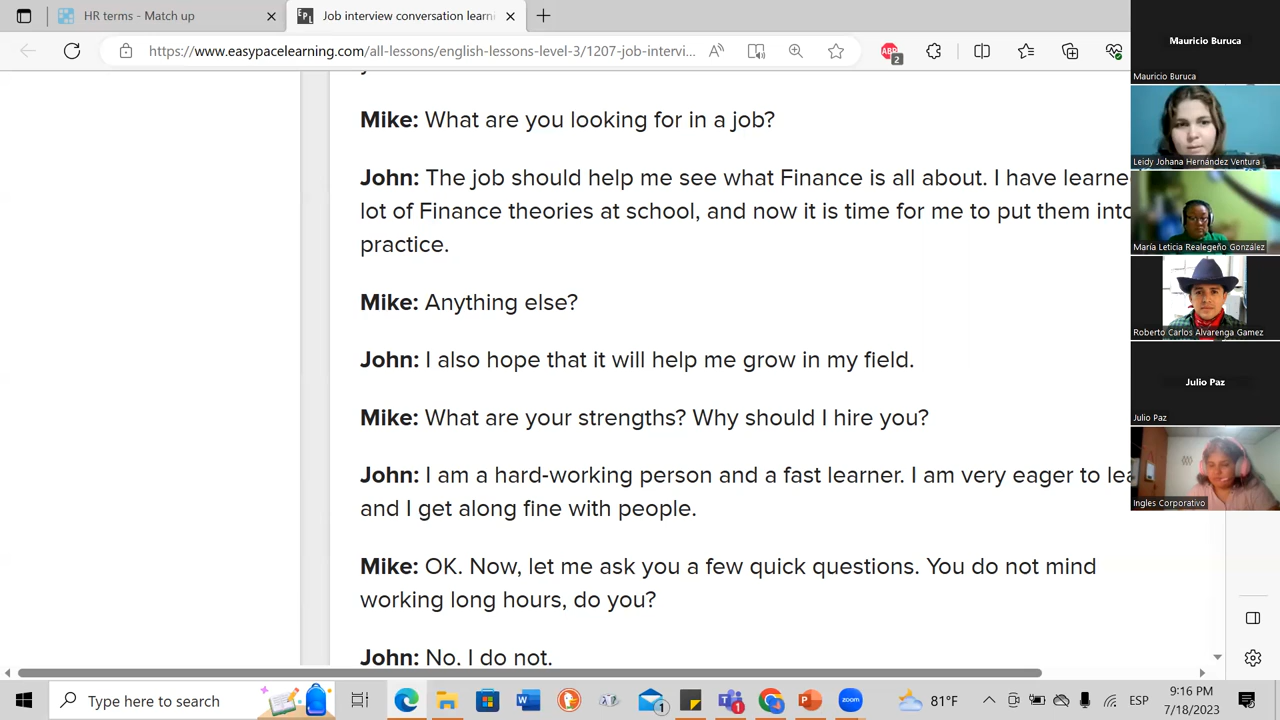 HR terms - Match up
Job interview conversation learn
https://www.easypacelearning.com/all-lessons/english-lessons-level-3/1207-job-intervi...
Mike: What are you looking for in a job?
John: The job should help me see what Finance is all about. I have learne
lot of Finance theories at school, and now it is time for me to put them into
practice.
Mike: Anything else?
John: I also hope that it will help me grow in my field.
Mike: What are your strengths? Why should I hire you?
John: I am a hard-working person and a fast learner. I am very eager to lea
and I get along fine with people.
Mike: OK. Now, let me ask you a few quick questions. You do not mind
working long hours, do you?
John: No. I do not.
Mauricio Buruca
Mauricio Buruca
Leidy Johana Hernández Ventura
María Leticia Realegeño González
Roberto Carlos Alvarenga Gamez
Julio Paz
Julio Paz
Ingles Corporativo
ABP
2
Type here to search
1
1
zoom
81°F
ESP
9:16 PM
7/18/2023